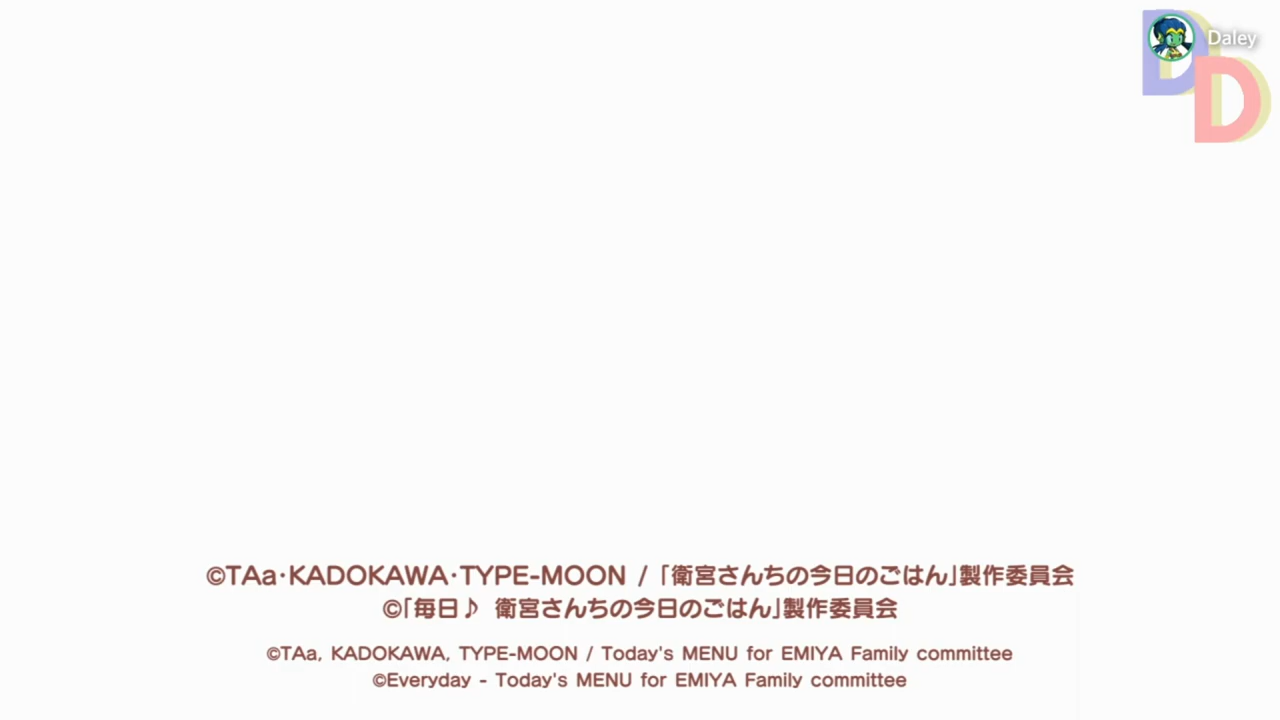 Daley
D
D
©TAa･KADOKAWA･TYPE-MOON / 「衛宮さんちの今日のごはん」製作委員会
©「毎日♪ 衛宮さんちの今日のごはん」製作委員会
©TAa, KADOKAWA, TYPE-MOON / Today's MENU for EMIYA Family committee
©Everyday - Today's MENU for EMIYA Family committee